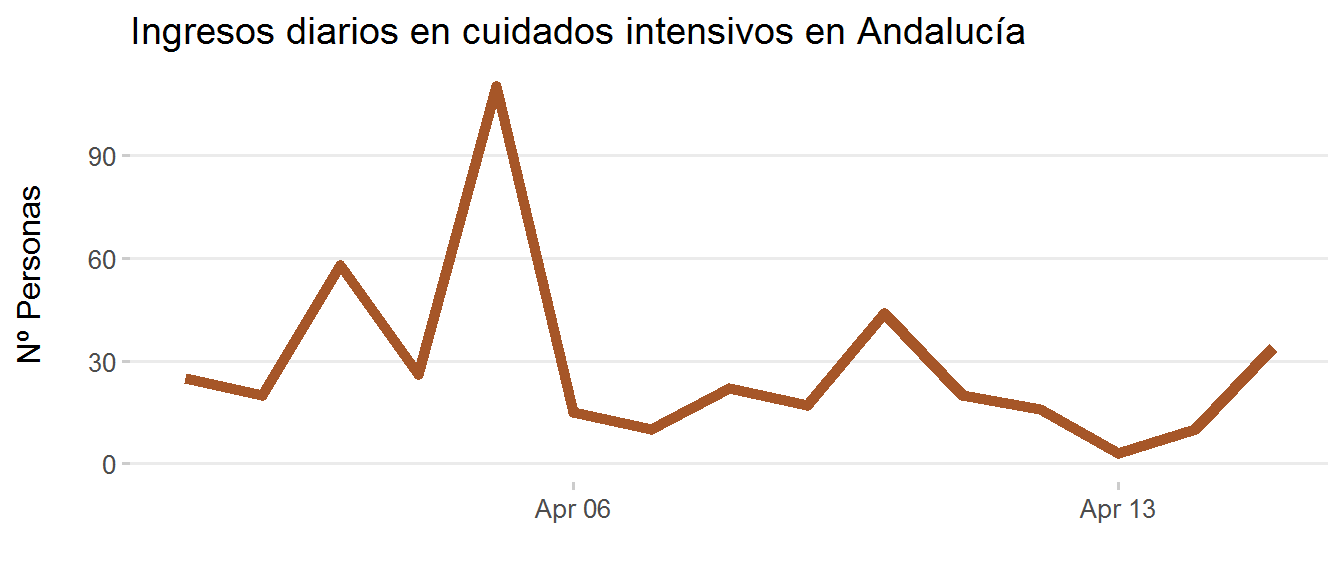 Ingresos diarios en cuidados intensivos en Andalucía
Nº Personas
90
60
30
0
Apr 06
Apr 13